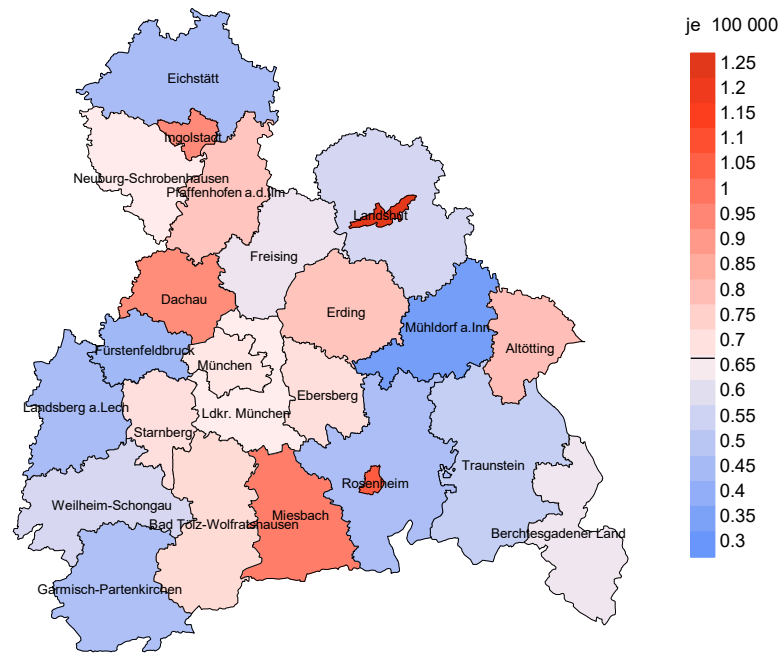 je 100 000
1.25
1.2
1.15
1.1
1.05
1
0.95
0.9
0.85
0.8
0.75
0.7
0.65
0.6
0.55
0.5
0.45
0.4
0.35
0.3
Eichstätt
Ingolstadt
Neuburg-Schrobenhausen
Pfaffenhofen a.d.Ilm
Landshut
Freising
Dachau
Erding
Mühldorf a.Inn
Altötting
Fürstenfeldbruck
München
Ebersberg
Landsberg a.Lech
Ldkr. München
Starnberg
Traunstein
Rosenheim
Weilheim-Schongau
Miesbach
Bad Tölz-Wolfratshausen
Berchtesgadener Land
Garmisch-Partenkirchen